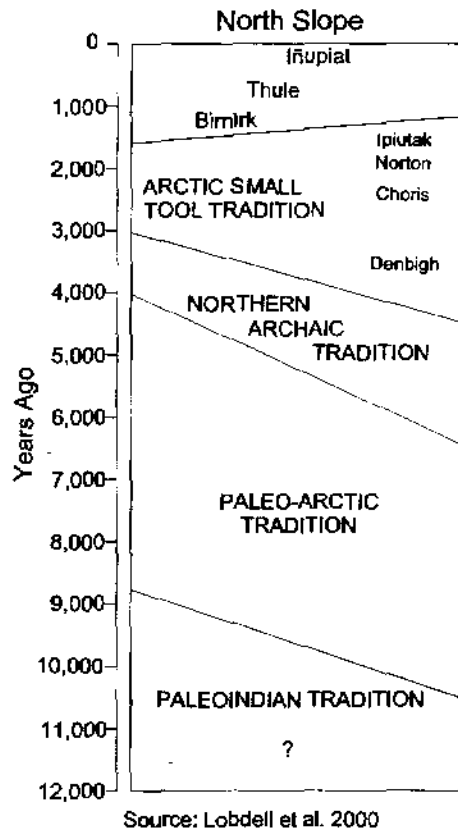 North Slope
0
Iñupiat
Thule
1,000
Birnirk
Ipiutak
2,000
Norton
ARCTIC SMALL
Choris
TOOL TRADITION
3,000
Denbigh
4,000
NORTHERN
ARCHAIC
5,000
TRADITION
6,000
Years Ago
7,000
PALEO-ARCTIC
TRADITION
8,000
9,000
10,000
PALEOINDIAN TRADITION
11,000
?
12,000
Source: Lobdell et al. 2000